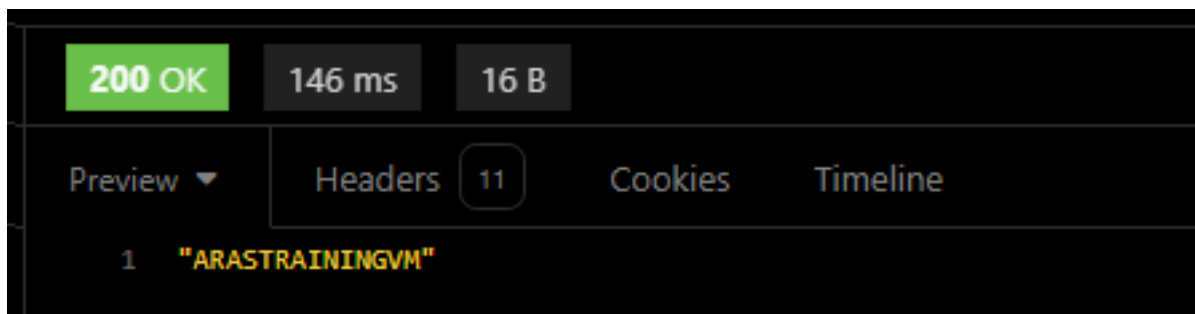 200 OK 146 ms 16 B
Preview Headers 11 Cookies Timeline
1 "ARASTRAININGVM"